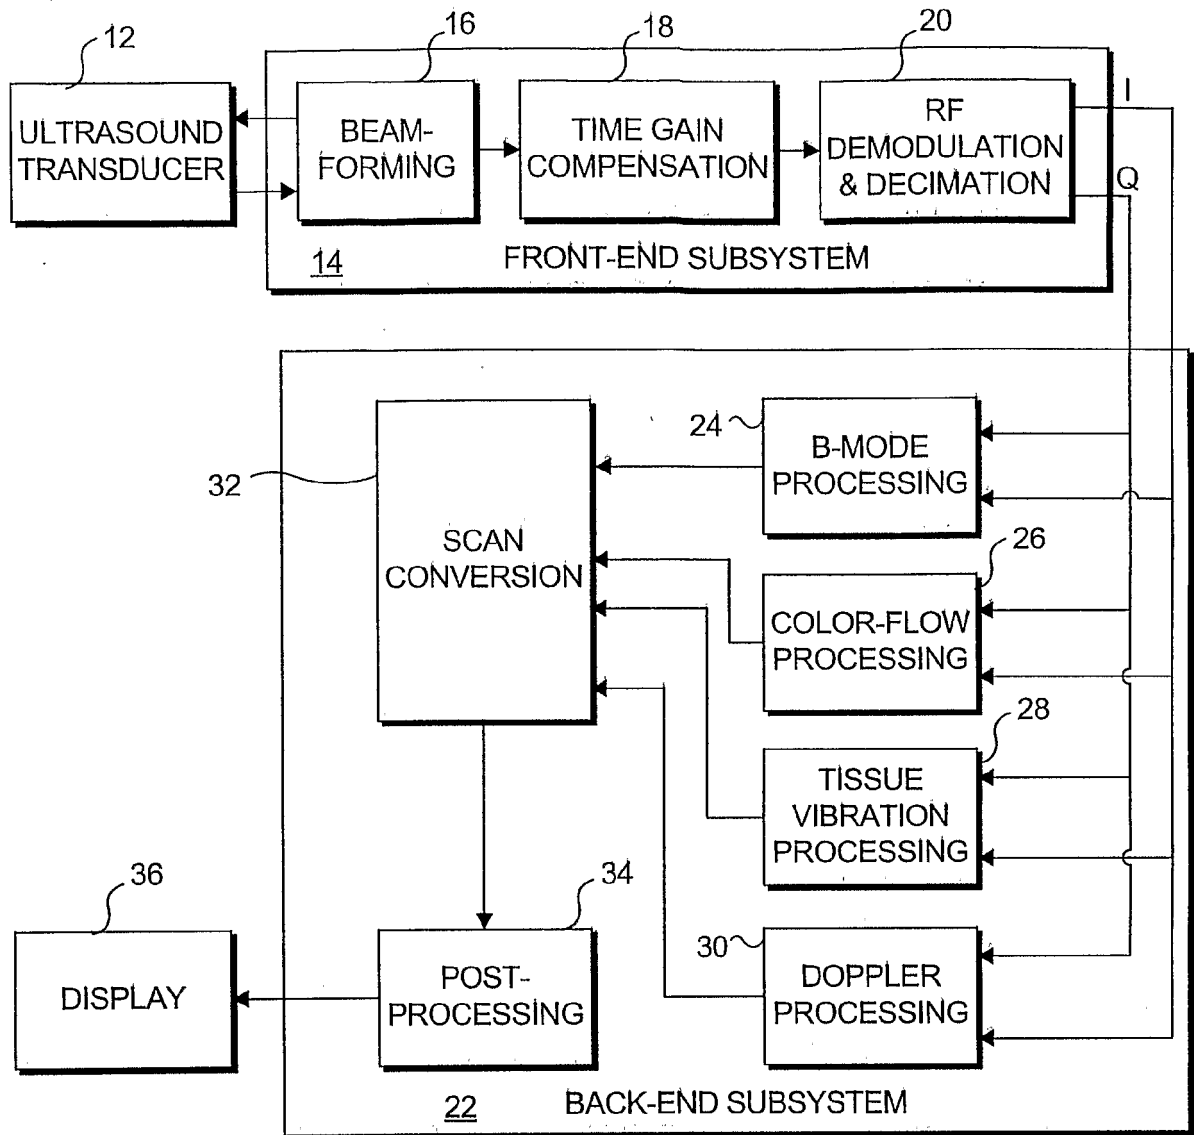 12
16
18
20
ULTRASOUND
TRANSDUCER
BEAM-
FORMING
TIME GAIN
COMPENSATION
RF
DEMODULATION
& DECIMATION
I
Q
14
FRONT-END SUBSYSTEM
24
B-MODE
PROCESSING
32
SCAN
CONVERSION
26
COLOR-FLOW
PROCESSING
28
TISSUE
VIBRATION
PROCESSING
36
34
30
DISPLAY
POST-
PROCESSING
DOPPLER
PROCESSING
22
BACK-END SUBSYSTEM